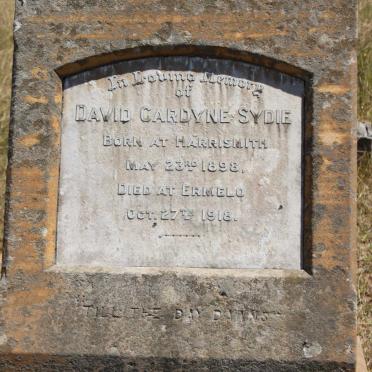 In Loving Memory
of
DAVID GARDYNE SYDIE
BORN AT HARRISMITH
MAY 23RD 1898,
DIED AT ERMELO
OCT. 27TH 1918.
"TILL THE DAY DAWNS"